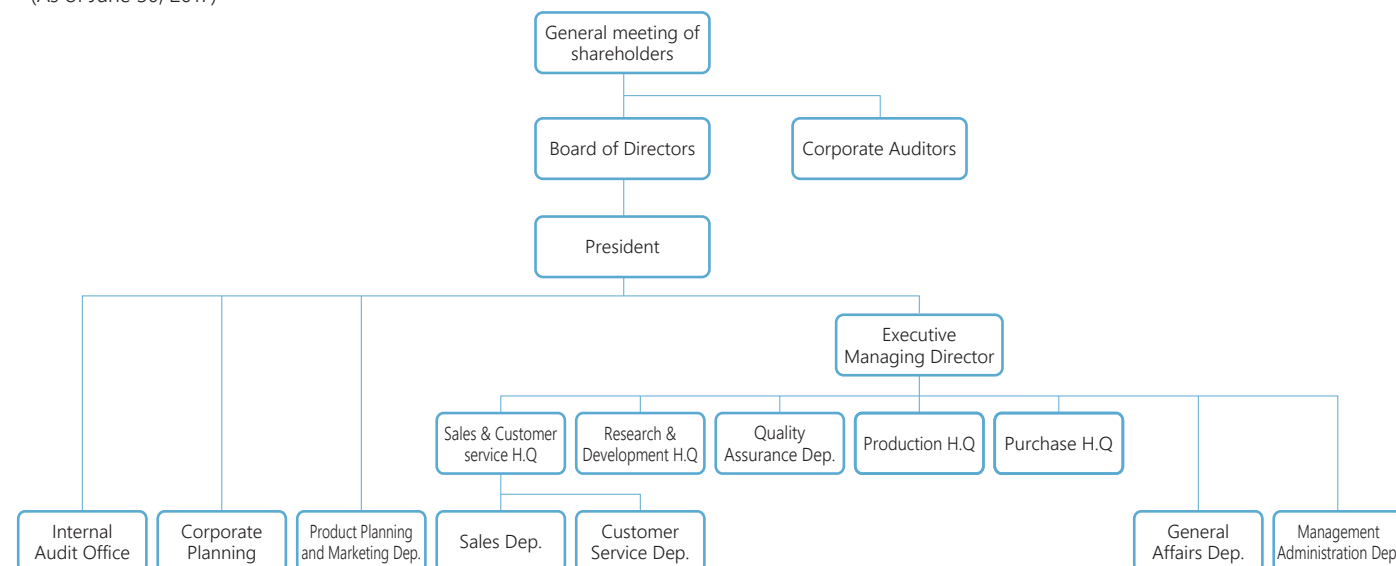 (As of June 30, 2017)
General meeting of
shareholders
Board of Directors
Corporate Auditors
President
Executive
Managing Director
Sales & Customer
service H.Q
Research &
Development H.Q
Quality
Assurance Dep.
Production H.Q
Purchase H.Q
Internal
Audit Office
Corporate
Planning
Product Planning
and Marketing Dep.
Sales Dep.
Customer
Service Dep.
General
Affairs Dep.
Management
Administration Dep